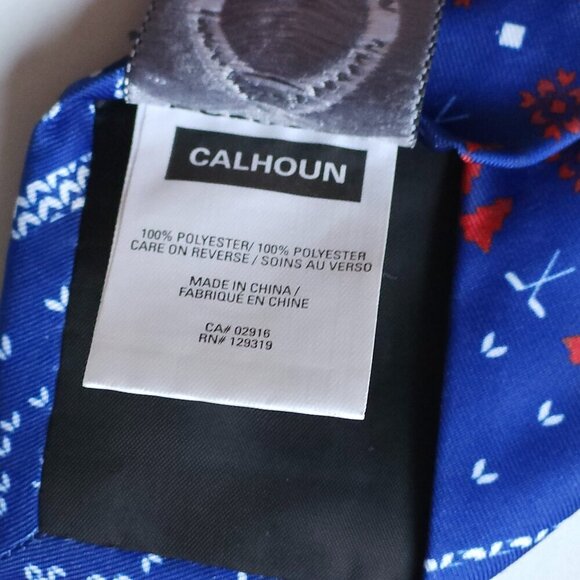 CALHOUN
100% POLYESTER/ 100% POLYESTER
CARE ON REVERSE / SOINS AU VERSO
MADE IN CHINA /
FABRIQUE EN CHINE
CA# 02916
RN# 129319